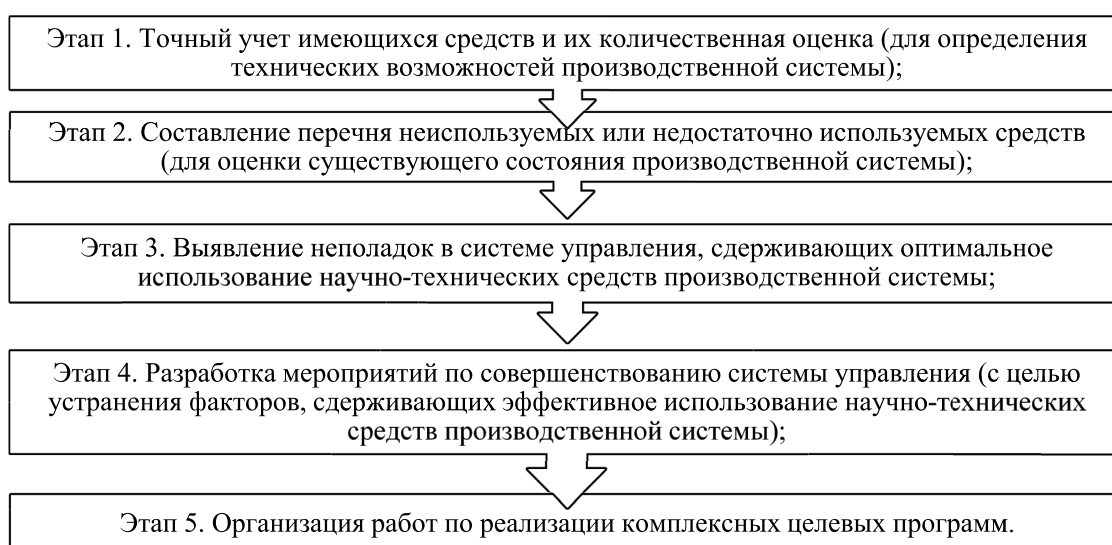 Этап 1. Точный учет имеющихся средств и их количественная оценка (для определения
технических возможностей производственной системы);
Этап 2. Составление перечня неиспользуемых или недостаточно используемых средств
(для оценки существующего состояния производственной системы);
Этап 3. Выявление неполадок в системе управления, сдерживающих оптимальное
использование научно-технических средств производственной системы;
Этап 4. Разработка мероприятий по совершенствованию системы управления (с целью
устранения факторов, сдерживающих эффективное использование научно-технических
средств производственной системы);
Этап 5. Организация работ по реализации комплексных целевых программ.